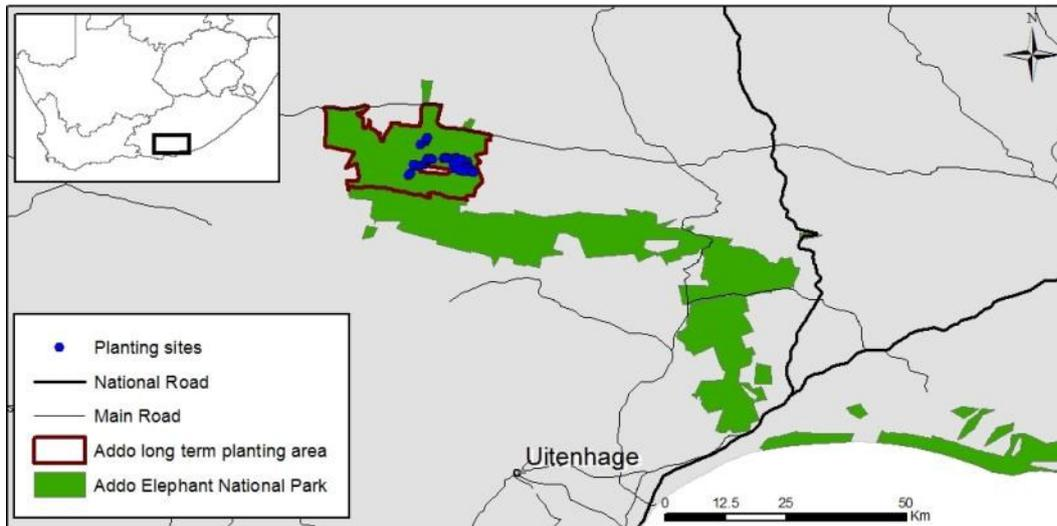 N
Planting sites
National Road
Main Road
Addo long term planting area
Addo Elephant National Park
Uitenhage
0 12.5 25 50
Km